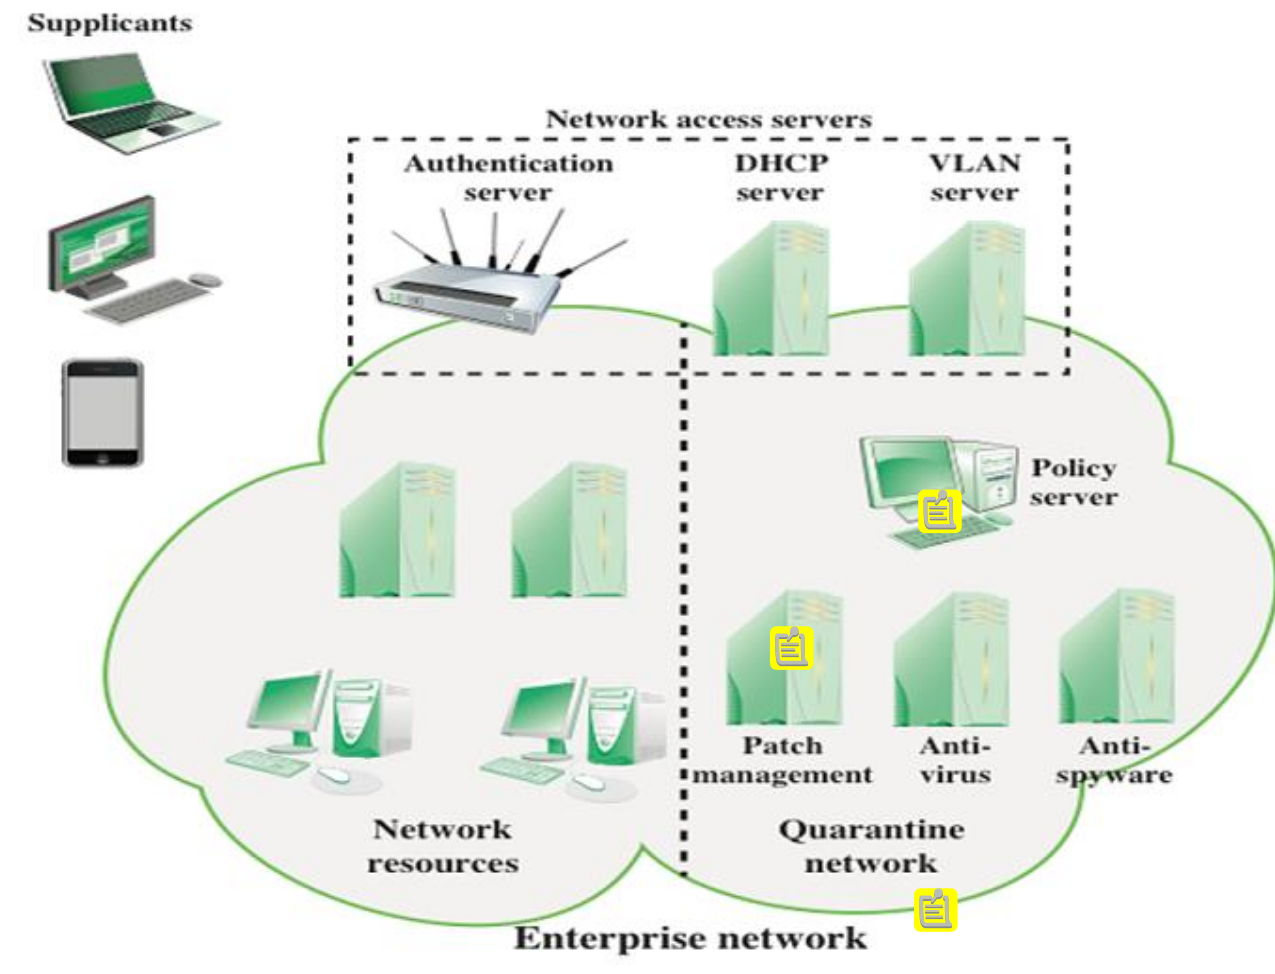 Supplicants
Network access servers
Authentication
server
DHCP
server
VLAN
server
Policy
server
Patch
management
Anti-
virus
Anti-
spyware
Network
resources
Quarantine
network
Enterprise network